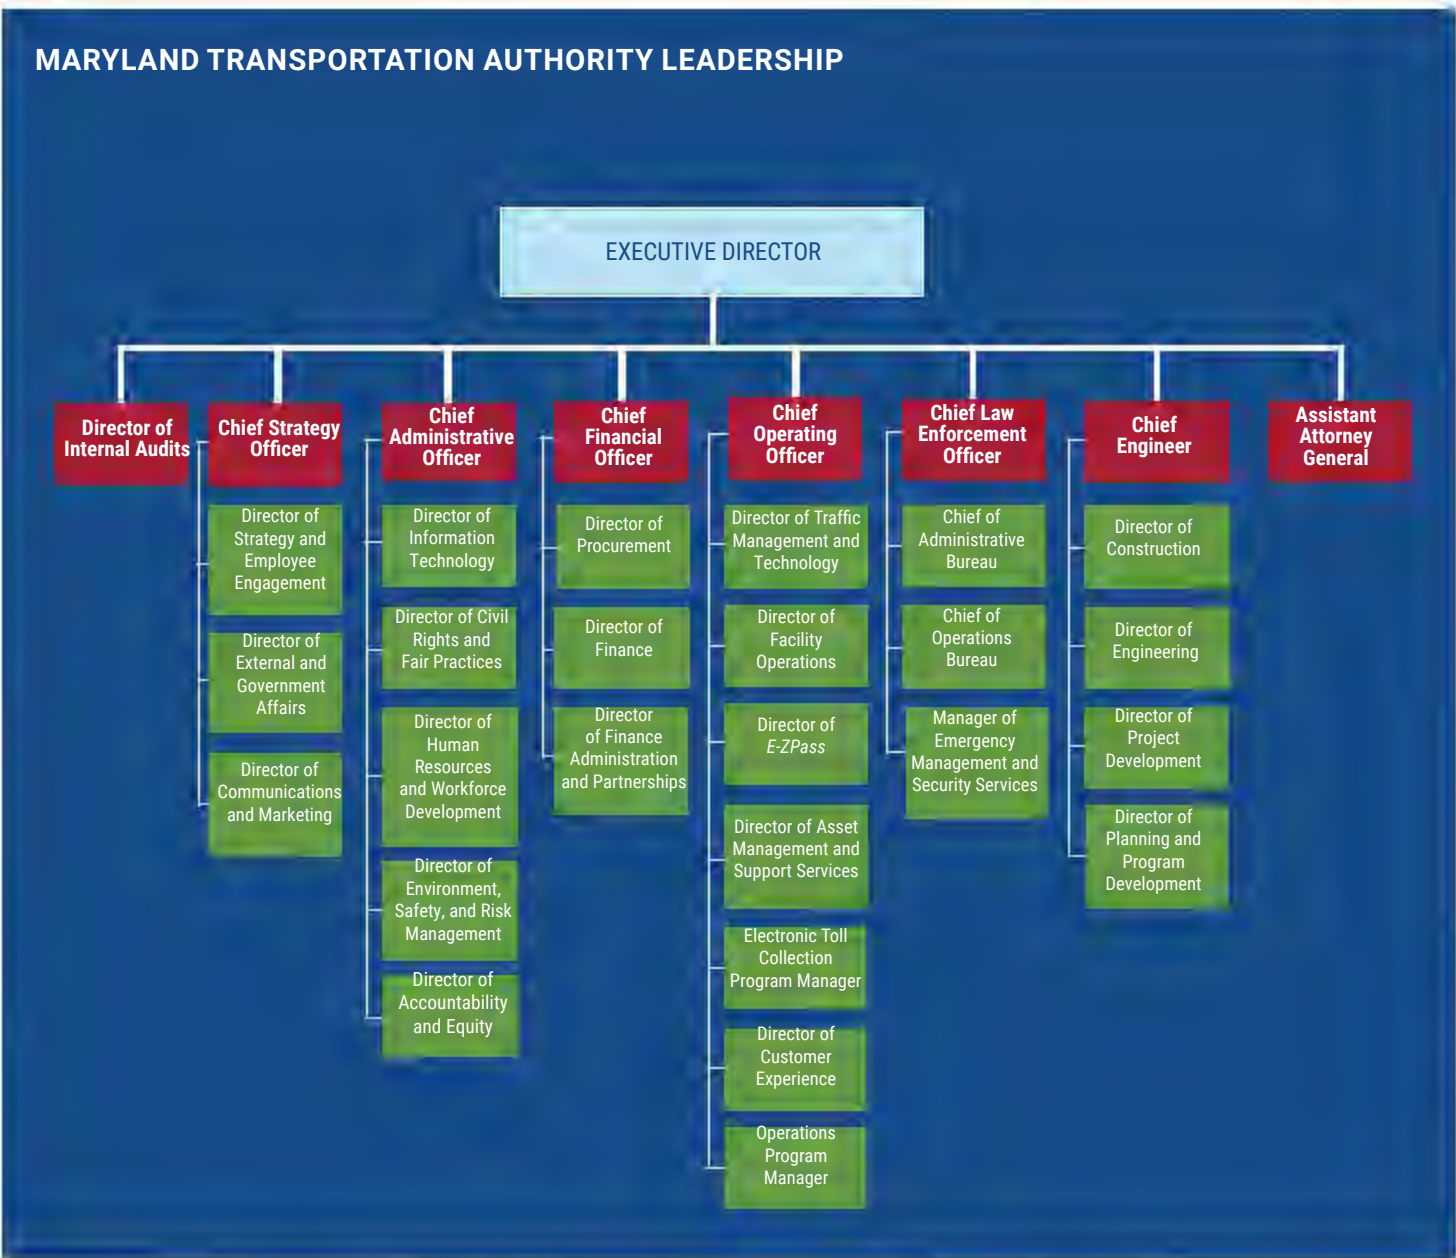 MARYLAND TRANSPORTATION AUTHORITY LEADERSHIP
EXECUTIVE DIRECTOR
Director of
Internal Audits
Chief Strategy
Officer
Director of
Strategy and
Employee
Engagement
Director of
External and
Government
Affairs
Director of
Communications
and Marketing
Chief
Administrative
Officer
Director of
Information
Technology
Director of Civil
Rights and
Fair Practices
Director of
Human
Resources
and Workforce
Development
Director of
Environment,
Safety, and Risk
Management
Director of
Accountability
and Equity
Chief
Financial
Officer
Director of
Procurement
Director of
Finance
Director
of Finance
Administration
and Partnerships
Chief
Operating
Officer
Director of Traffic
Management and
Technology
Director of
Facility
Operations
Director of
E-ZPass
Director of Asset
Management and
Support Services
Electronic Toll
Collection
Program Manager
Director of
Customer
Experience
Operations
Program
Manager
Chief Law
Enforcement
Officer
Chief of
Administrative
Bureau
Chief of
Operations
Bureau
Manager of
Emergency
Management and
Security Services
Chief
Engineer
Director of
Construction
Director of
Engineering
Director of
Project
Development
Director of
Planning and
Program
Development
Assistant
Attorney
General